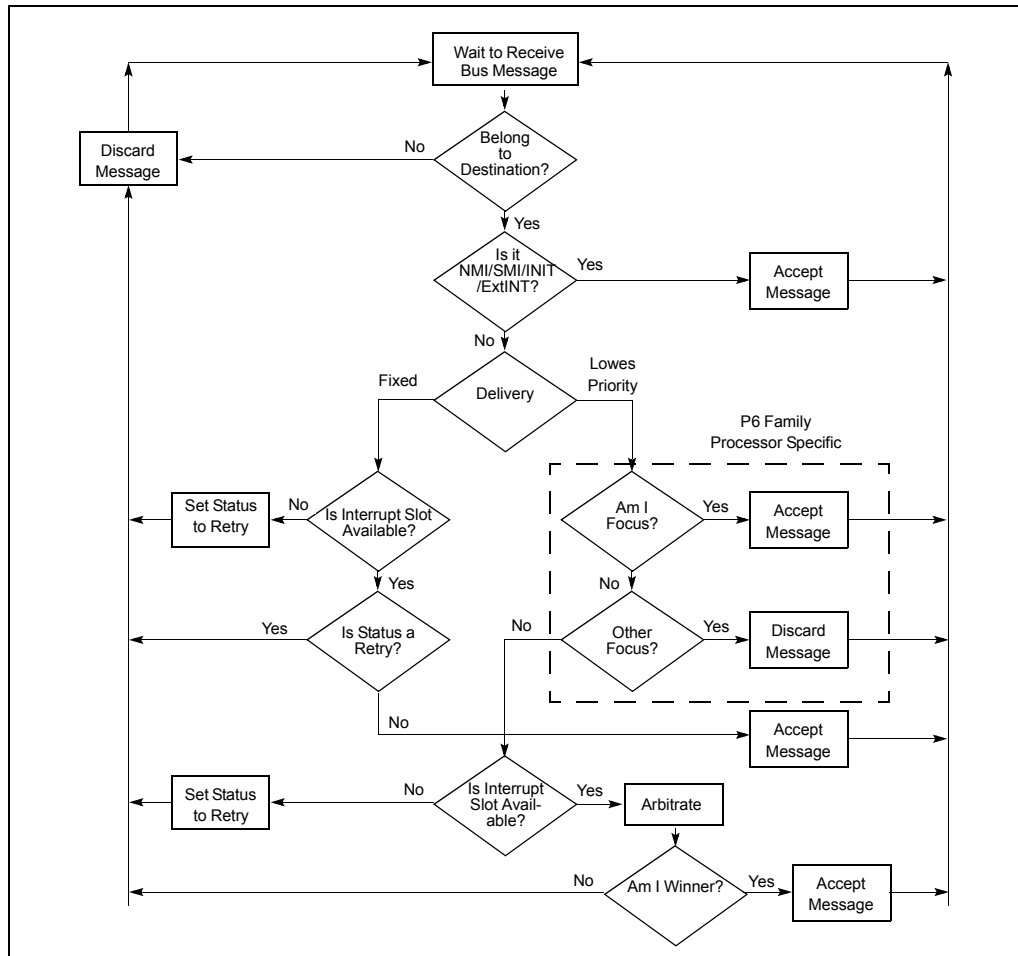 Wait to Receive
Bus Message
Belong
to
Destination?
No
Discard
Message
Yes
Is it
NMI/SMI/INIT
/ExtINT?
Yes
Accept
Message
No
Delivery
Fixed
Lowes
Priority
P6 Family
Processor Specific
Set Status
to Retry
No
Is Interrupt Slot
Available?
Am I
Focus?
Yes
Accept
Message
Yes
No
Yes
Is Status a
Retry?
No
Other
Focus?
Yes
Discard
Message
No
Accept
Message
Set Status
to Retry
No
Is Interrupt
Slot Avail-
able?
Yes
Arbitrate
No
Am I Winner?
Yes
Accept
Message